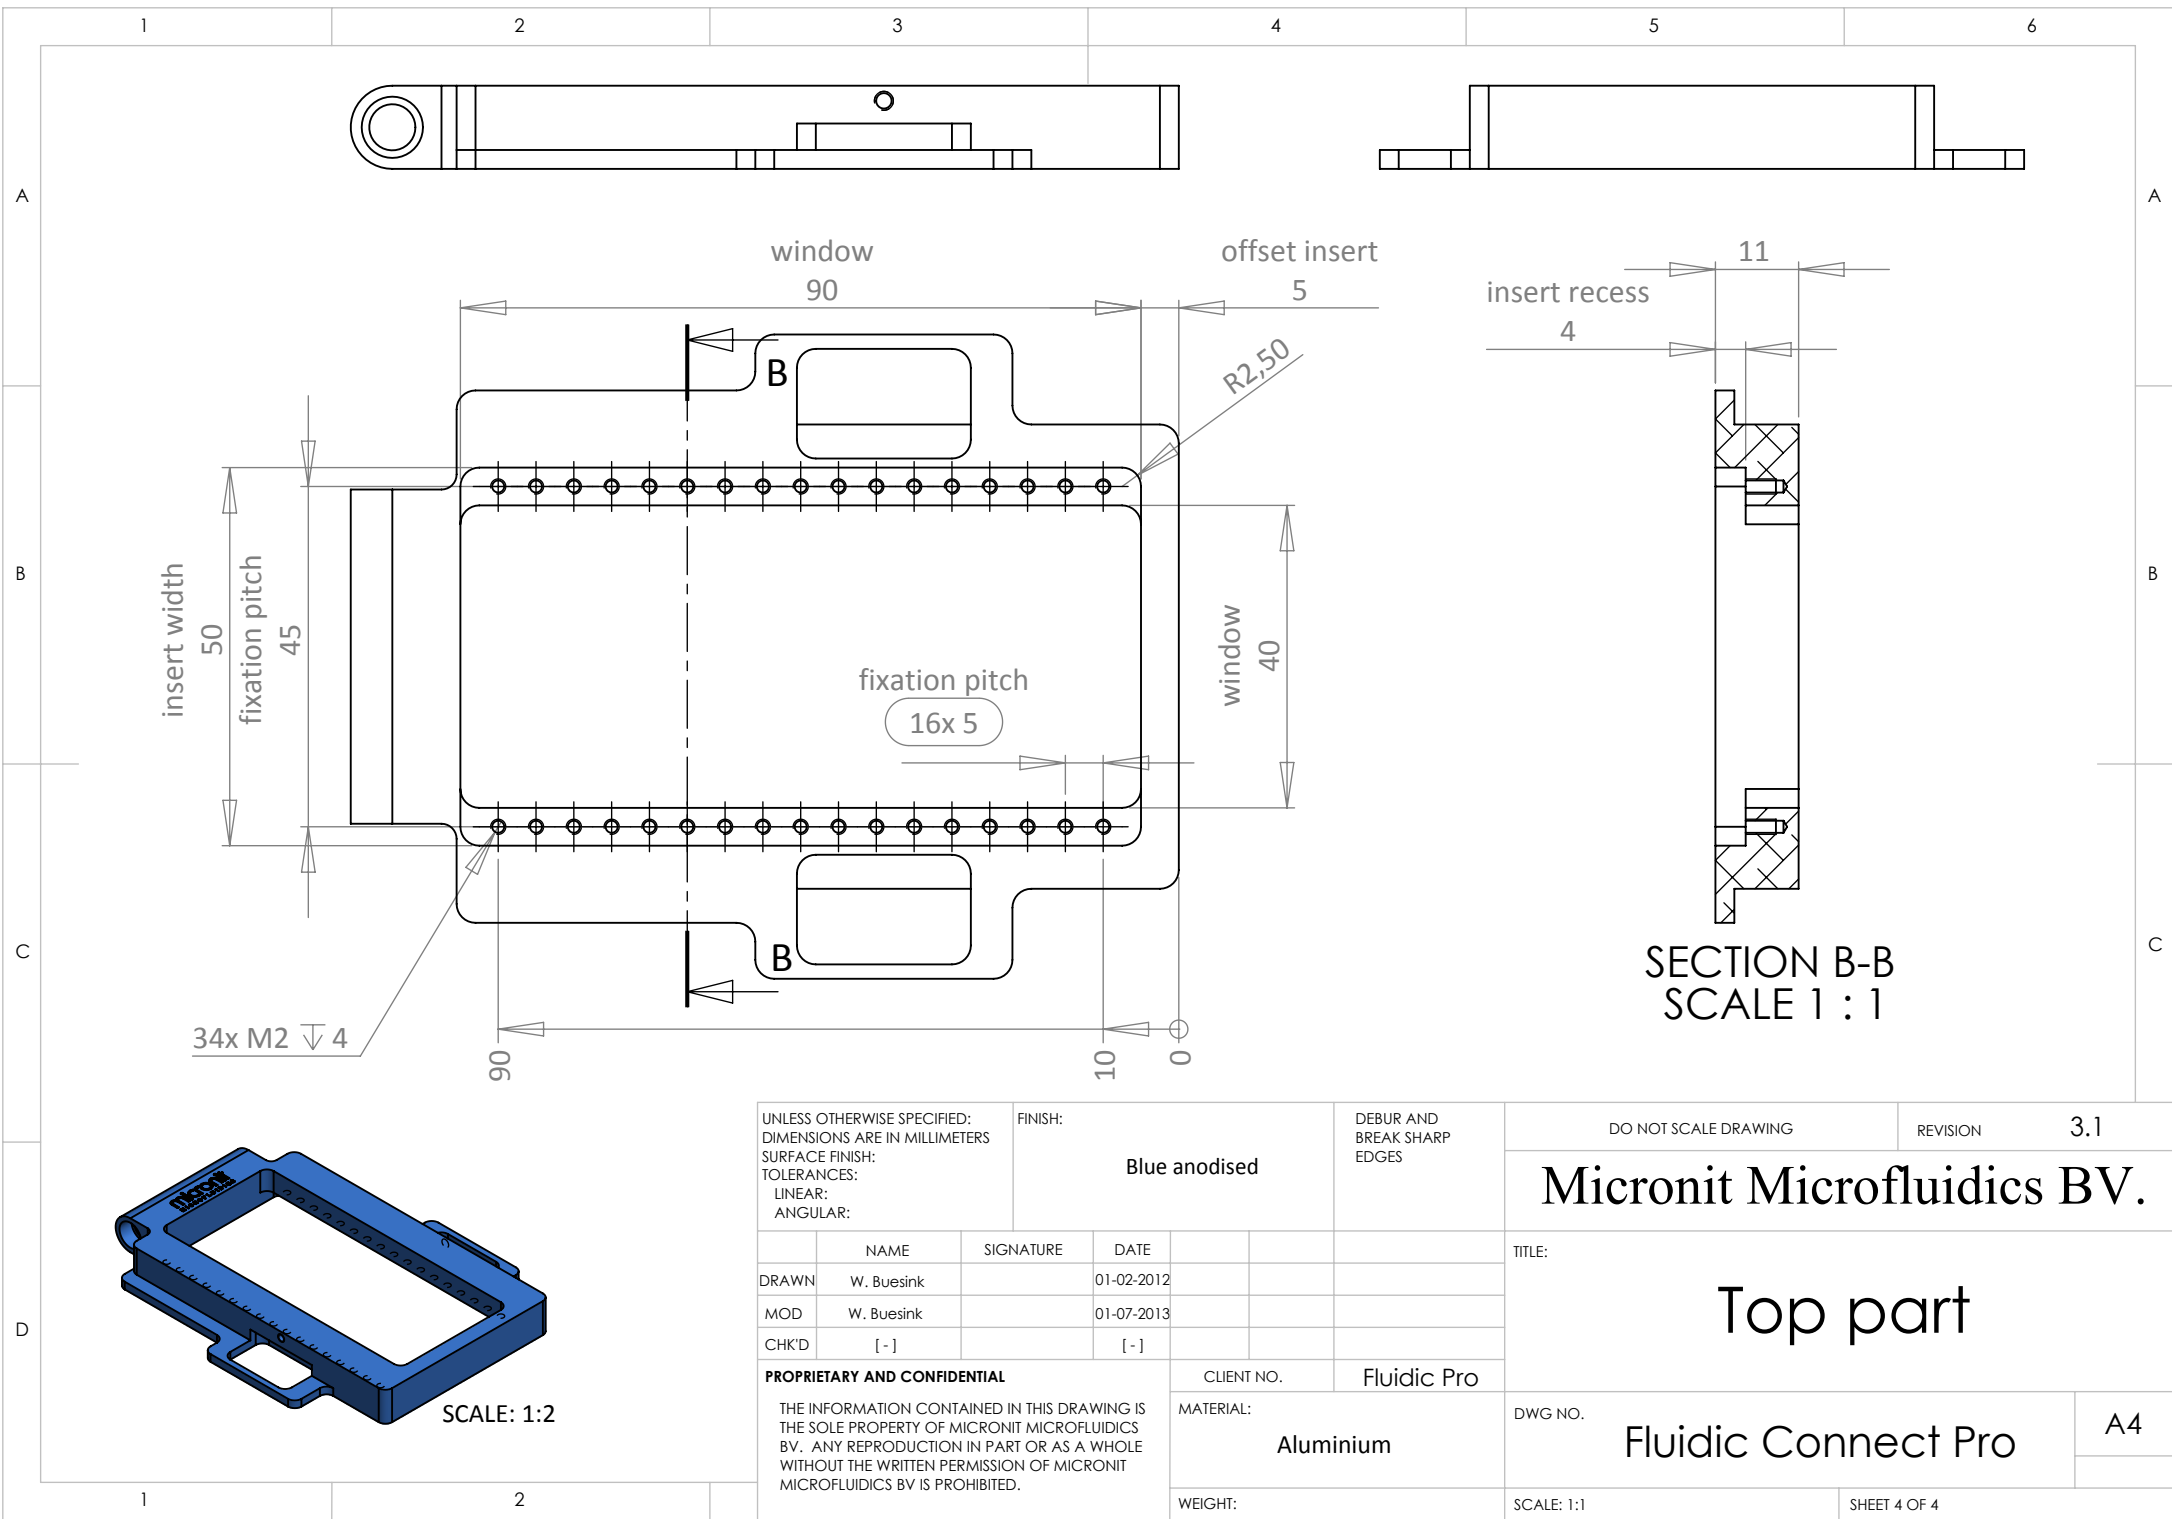 1
2
3
4
5
6
A
A
window
90
offset insert
5
11
insert recess
4
R2,50
B
B
B
insert width
50
fixation pitch
45
fixation pitch
16x 5
window
40
B
C
B
C
SECTION B-B
SCALE 1 : 1
34x M2 ↧ 4
90
10
0
micronit
SCALE: 1:2
D
UNLESS OTHERWISE SPECIFIED:
DIMENSIONS ARE IN MILLIMETERS
SURFACE FINISH:
TOLERANCES:
LINEAR:
ANGULAR:
FINISH:
Blue anodised
DEBUR AND
BREAK SHARP
EDGES
DO NOT SCALE DRAWING
REVISION
3.1
Micronit Microfluidics BV.
NAME
SIGNATURE
DATE
DRAWN
W. Buesink
01-02-2012
MOD
W. Buesink
01-07-2013
CHK'D
[ - ]
[ - ]
TITLE:
Top part
PROPRIETARY AND CONFIDENTIAL
THE INFORMATION CONTAINED IN THIS DRAWING IS
THE SOLE PROPERTY OF MICRONIT MICROFLUIDICS
BV. ANY REPRODUCTION IN PART OR AS A WHOLE
WITHOUT THE WRITTEN PERMISSION OF MICRONIT
MICROFLUIDICS BV IS PROHIBITED.
CLIENT NO.
Fluidic Pro
MATERIAL:
Aluminium
WEIGHT:
DWG NO.
Fluidic Connect Pro
A4
SCALE: 1:1
SHEET 4 OF 4
1
2